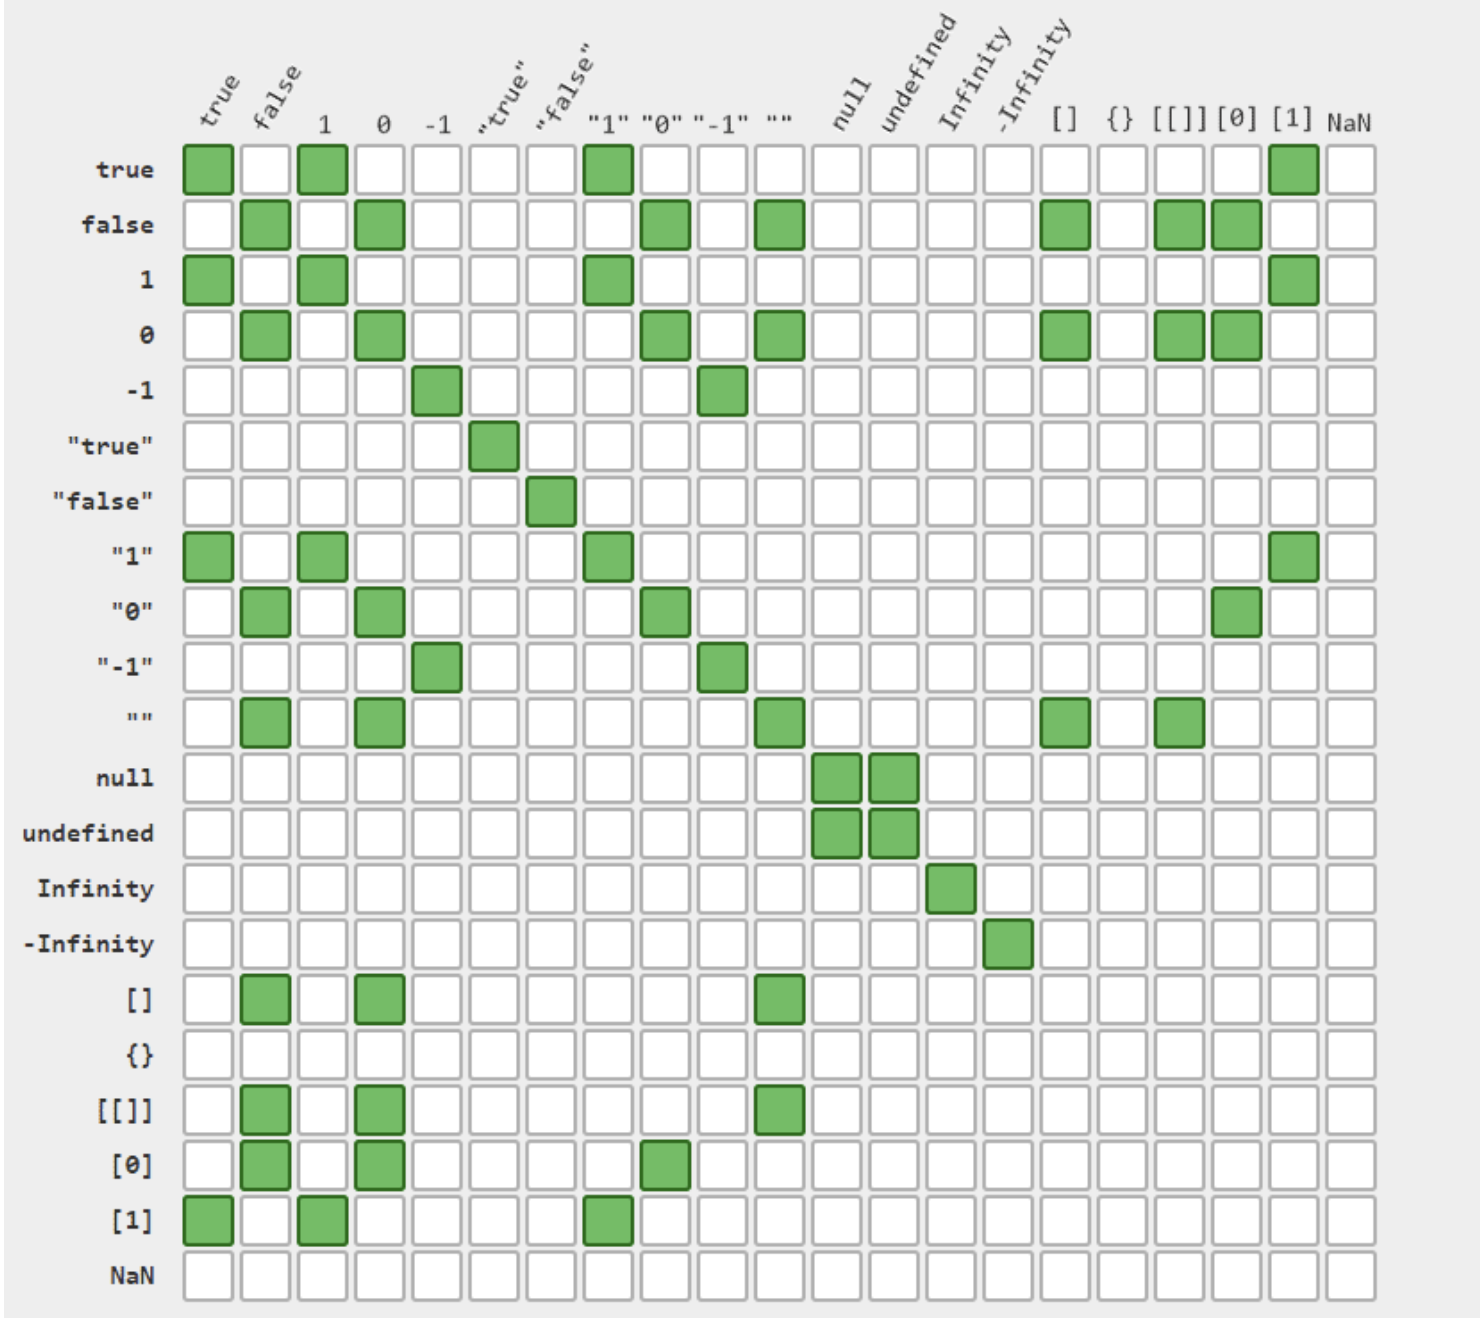 true false 1 0 -1 "true" "false" "1" "0" "-1" "" null undefined Infinity -Infinity [] {} [[]] [0] [1] NaN
true
false
1
0
-1
"true"
"false"
"1"
"0"
"-1"
""
null
undefined
Infinity
-Infinity
[]
{}
[[]]
[0]
[1]
NaN